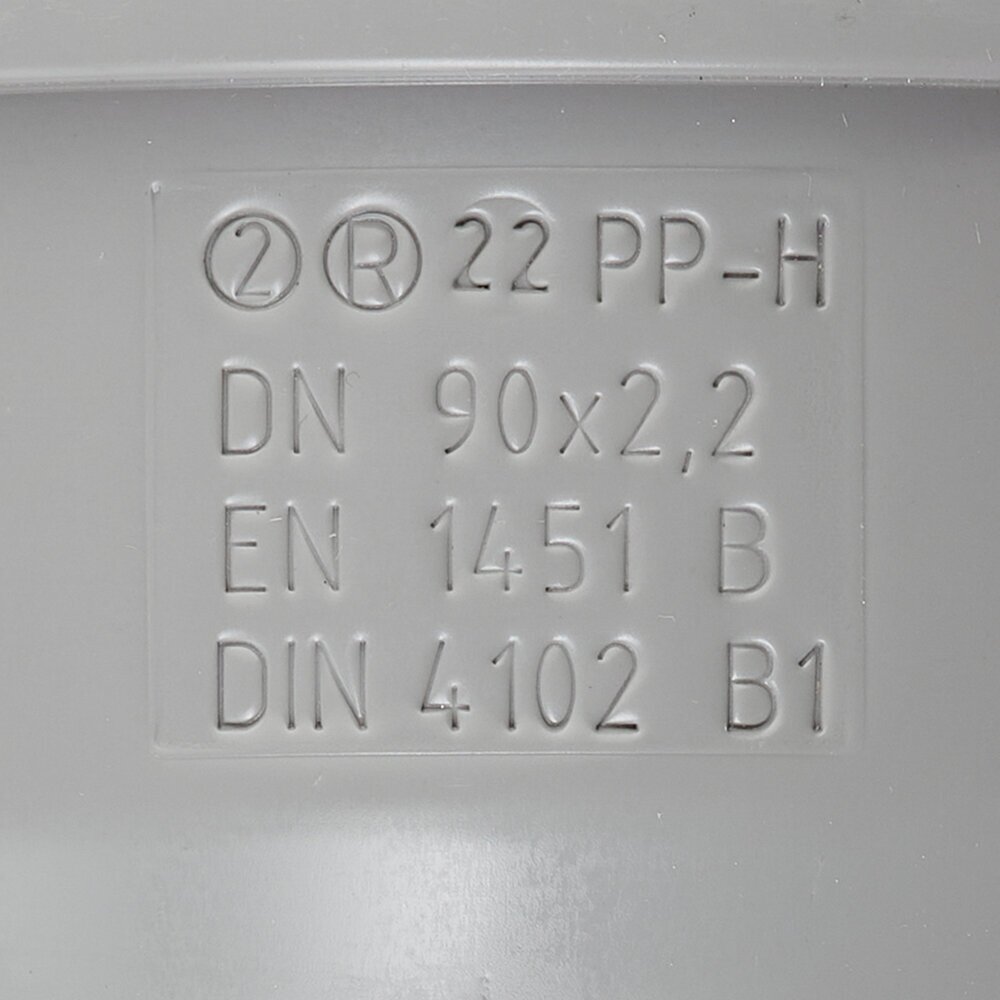 ② Ⓡ 22 PP-H
DN 90x2,2
EN 1451 B
DIN 4102 B1